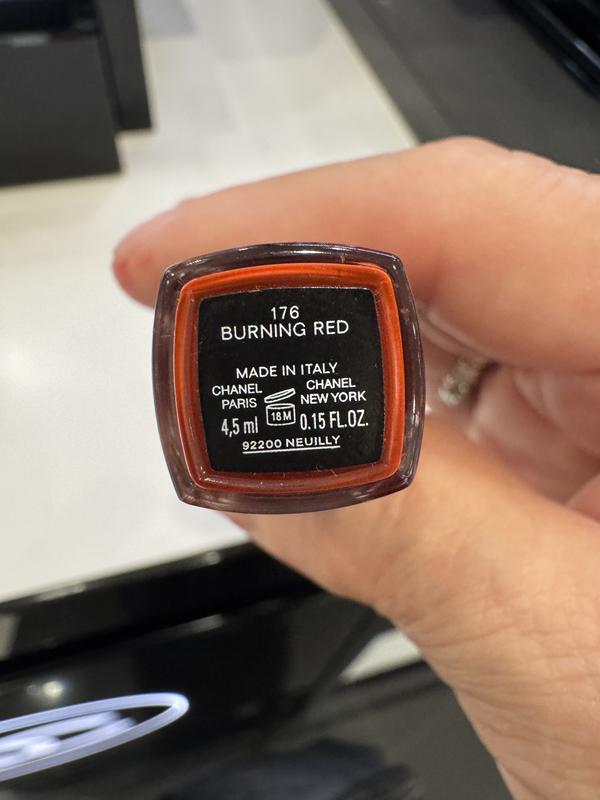 176
BURNING RED
MADE IN ITALY
CHANEL CHANEL
PARIS NEW YORK
4,5 ml 18M 0.15 FL.OZ.
92200 NEUILLY